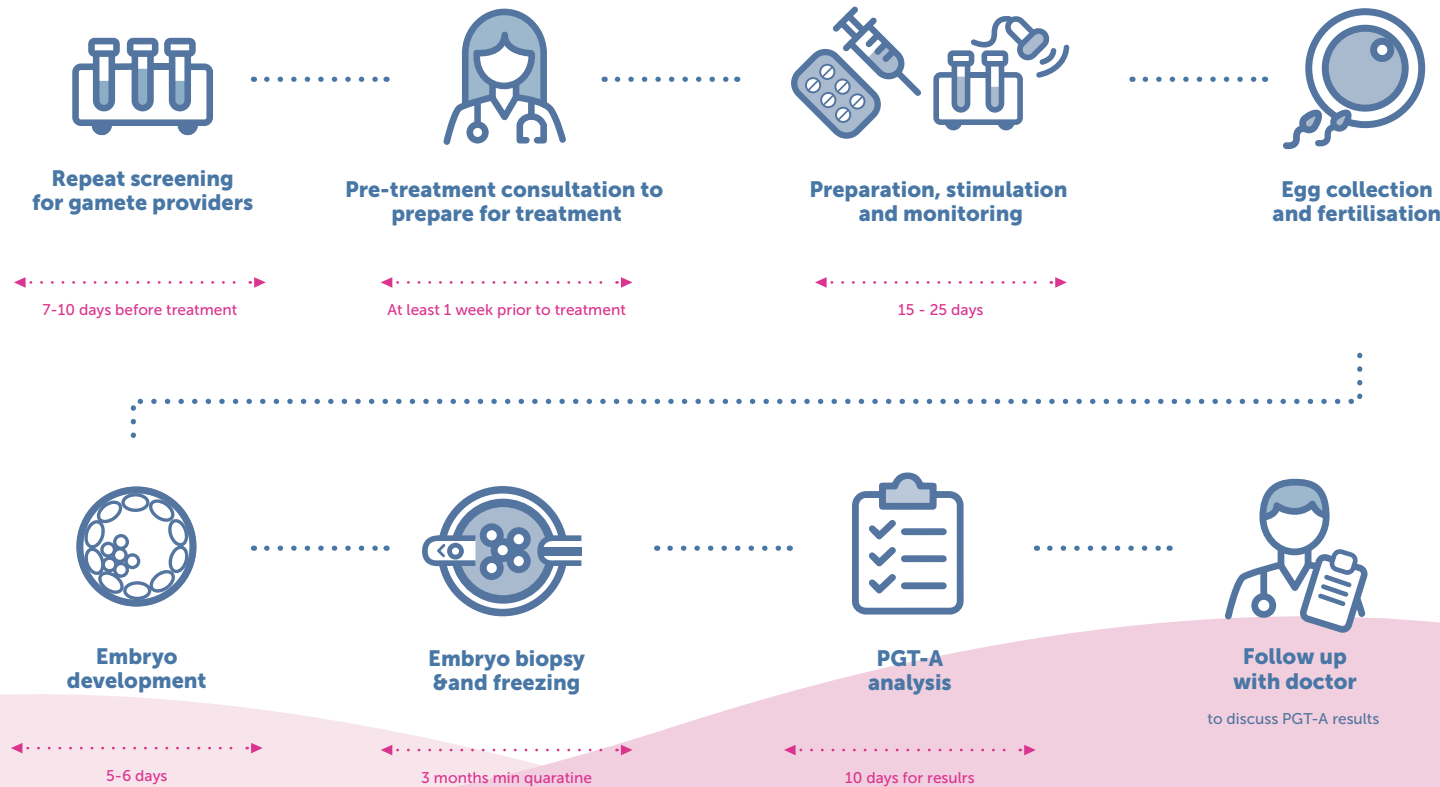 Repeat screening
for gamete providers
7-10 days before treatment
Pre-treatment consultation to
prepare for treatment
At least 1 week prior to treatment
Preparation, stimulation
and monitoring
15 - 25 days
Egg collection
and fertilisation
Embryo
development
5-6 days
Embryo biopsy
&and freezing
3 months min quaratine
PGT-A
analysis
10 days for resulrs
Follow up
with doctor
to discuss PGT-A results